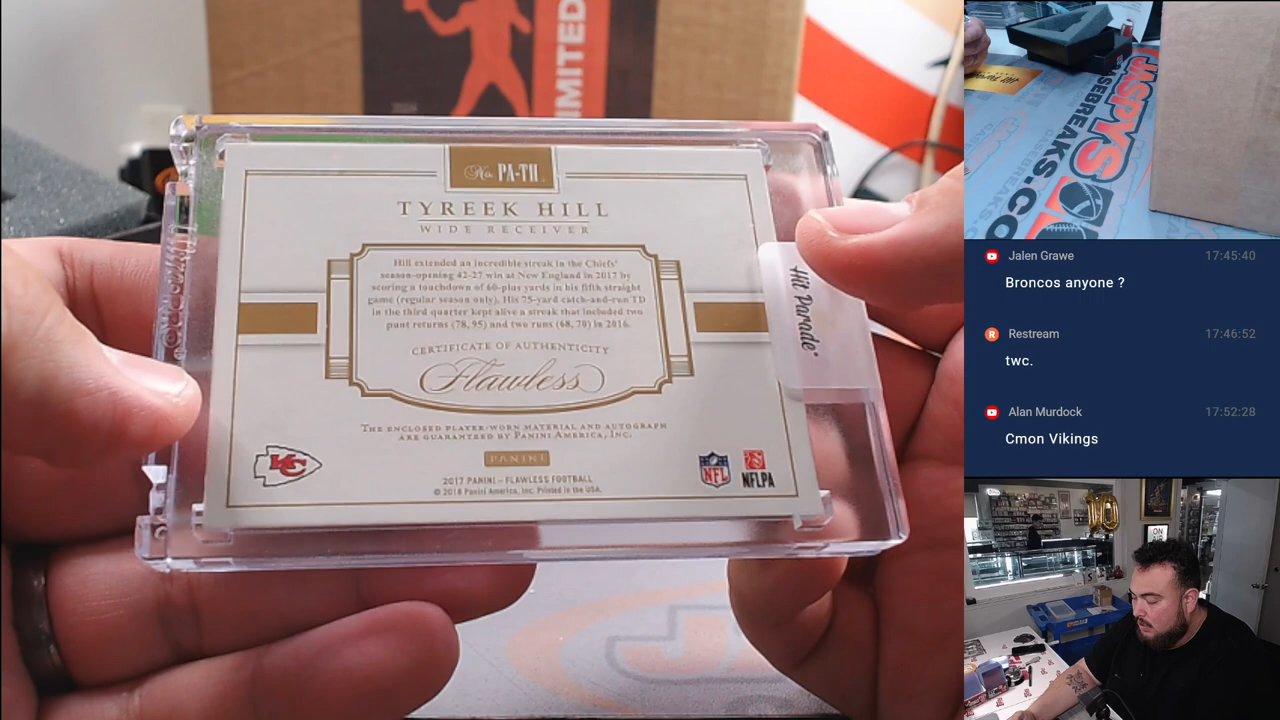 LIMITED
No. PA-TH
TYREEK HILL
WIDE RECEIVER
Hill extended an incredible streak in the Chiefs'
season-opening 42-27 win at New England in 2017 by
scoring a touchdown of 60-plus yards in his fifth straight
game (regular season only). His 75-yard catch-and-run TD
in the third quarter kept alive a streak that included two
punt returns (78, 95) and two runs (68, 70) in 2016.
CERTIFICATE OF AUTHENTICITY
Flawless
THE ENCLOSED PLAYER-WORN MATERIAL AND AUTOGRAPH
ARE GUARANTEED BY PANINI AMERICA, INC.
PANINI
2017 PANINI – FLAWLESS FOOTBALL
© 2018 Panini America, Inc. Printed in the USA.
KC
NFL
NFLPA
Hit Parade
JASPYS
CASEBREAKS.CO
Jalen Grawe 17:45:40
Broncos anyone ?
R Restream 17:46:52
twc.
Alan Murdock 17:52:28
Cmon Vikings
10
ON